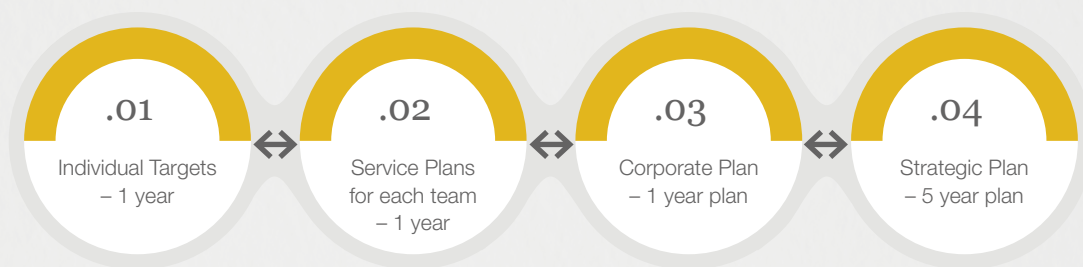 .01
Individual Targets
– 1 year
.02
Service Plans
for each team
– 1 year
.03
Corporate Plan
– 1 year plan
.04
Strategic Plan
– 5 year plan